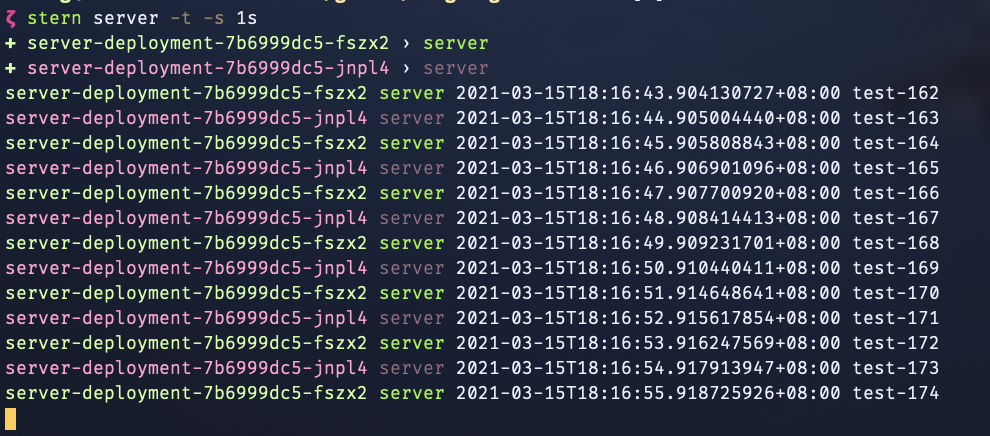 ζ stern server -t -s 1s
+ server-deployment-7b6999dc5-fszx2 › server
+ server-deployment-7b6999dc5-jnpl4 › server
server-deployment-7b6999dc5-fszx2 server 2021-03-15T18:16:43.904130727+08:00 test-162
server-deployment-7b6999dc5-jnpl4 server 2021-03-15T18:16:44.905004440+08:00 test-163
server-deployment-7b6999dc5-fszx2 server 2021-03-15T18:16:45.905808843+08:00 test-164
server-deployment-7b6999dc5-jnpl4 server 2021-03-15T18:16:46.906901096+08:00 test-165
server-deployment-7b6999dc5-fszx2 server 2021-03-15T18:16:47.907700920+08:00 test-166
server-deployment-7b6999dc5-jnpl4 server 2021-03-15T18:16:48.908414413+08:00 test-167
server-deployment-7b6999dc5-fszx2 server 2021-03-15T18:16:49.909231701+08:00 test-168
server-deployment-7b6999dc5-jnpl4 server 2021-03-15T18:16:50.910440411+08:00 test-169
server-deployment-7b6999dc5-fszx2 server 2021-03-15T18:16:51.914648641+08:00 test-170
server-deployment-7b6999dc5-jnpl4 server 2021-03-15T18:16:52.915617854+08:00 test-171
server-deployment-7b6999dc5-fszx2 server 2021-03-15T18:16:53.916247569+08:00 test-172
server-deployment-7b6999dc5-jnpl4 server 2021-03-15T18:16:54.917913947+08:00 test-173
server-deployment-7b6999dc5-fszx2 server 2021-03-15T18:16:55.918725926+08:00 test-174